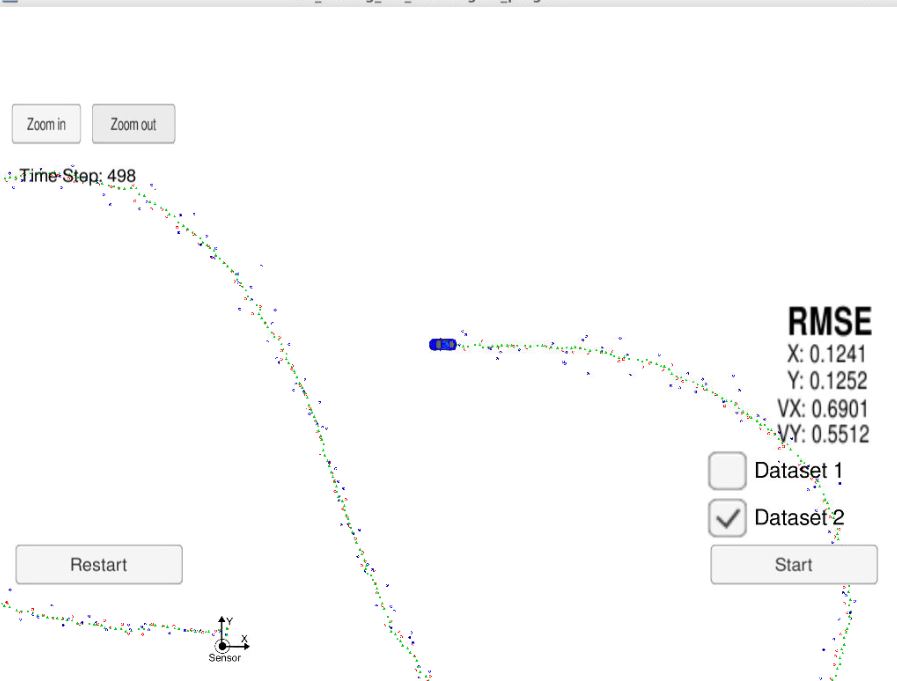 Zoom in
Zoom out
Time Step: 498
RMSE
X: 0.1241
Y: 0.1252
VX: 0.6901
VY: 0.5512
Dataset 1
Dataset 2
Restart
Start
Y
X
Sensor